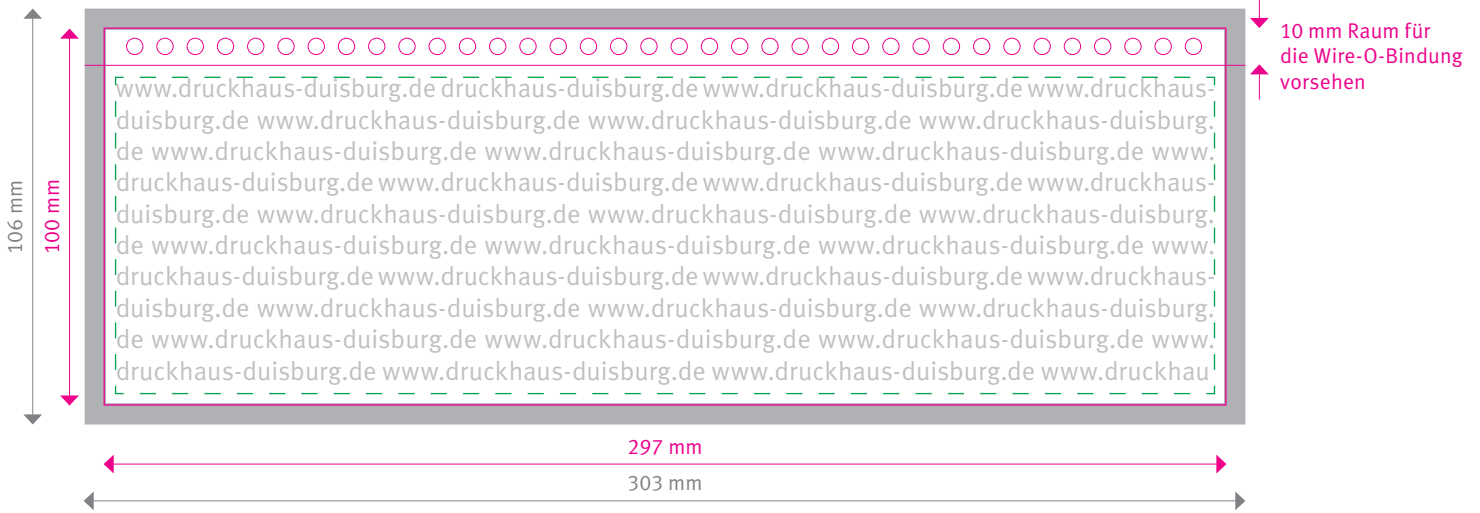 10 mm Raum für
die Wire-O-Bindung
vorsehen
www.druckhaus-duisburg.de druckhaus-duisburg.de www.druckhaus-duisburg.de www.druckhaus-
duisburg.de www.druckhaus-duisburg.de www.druckhaus-duisburg.de www.druckhaus-duisburg.
de www.druckhaus-duisburg.de www.druckhaus-duisburg.de www.druckhaus-duisburg.de www.
druckhaus-duisburg.de www.druckhaus-duisburg.de www.druckhaus-duisburg.de www.druckhaus-
duisburg.de www.druckhaus-duisburg.de www.druckhaus-duisburg.de www.druckhaus-duisburg.
de www.druckhaus-duisburg.de www.druckhaus-duisburg.de www.druckhaus-duisburg.de www.
druckhaus-duisburg.de www.druckhaus-duisburg.de www.druckhaus-duisburg.de www.druckhaus-
duisburg.de www.druckhaus-duisburg.de www.druckhaus-duisburg.de www.druckhaus-duisburg.
de www.druckhaus-duisburg.de www.druckhaus-duisburg.de www.druckhaus-duisburg.de www.
druckhaus-duisburg.de www.druckhaus-duisburg.de www.druckhaus-duisburg.de www.druckhau
106 mm
100 mm
297 mm
303 mm